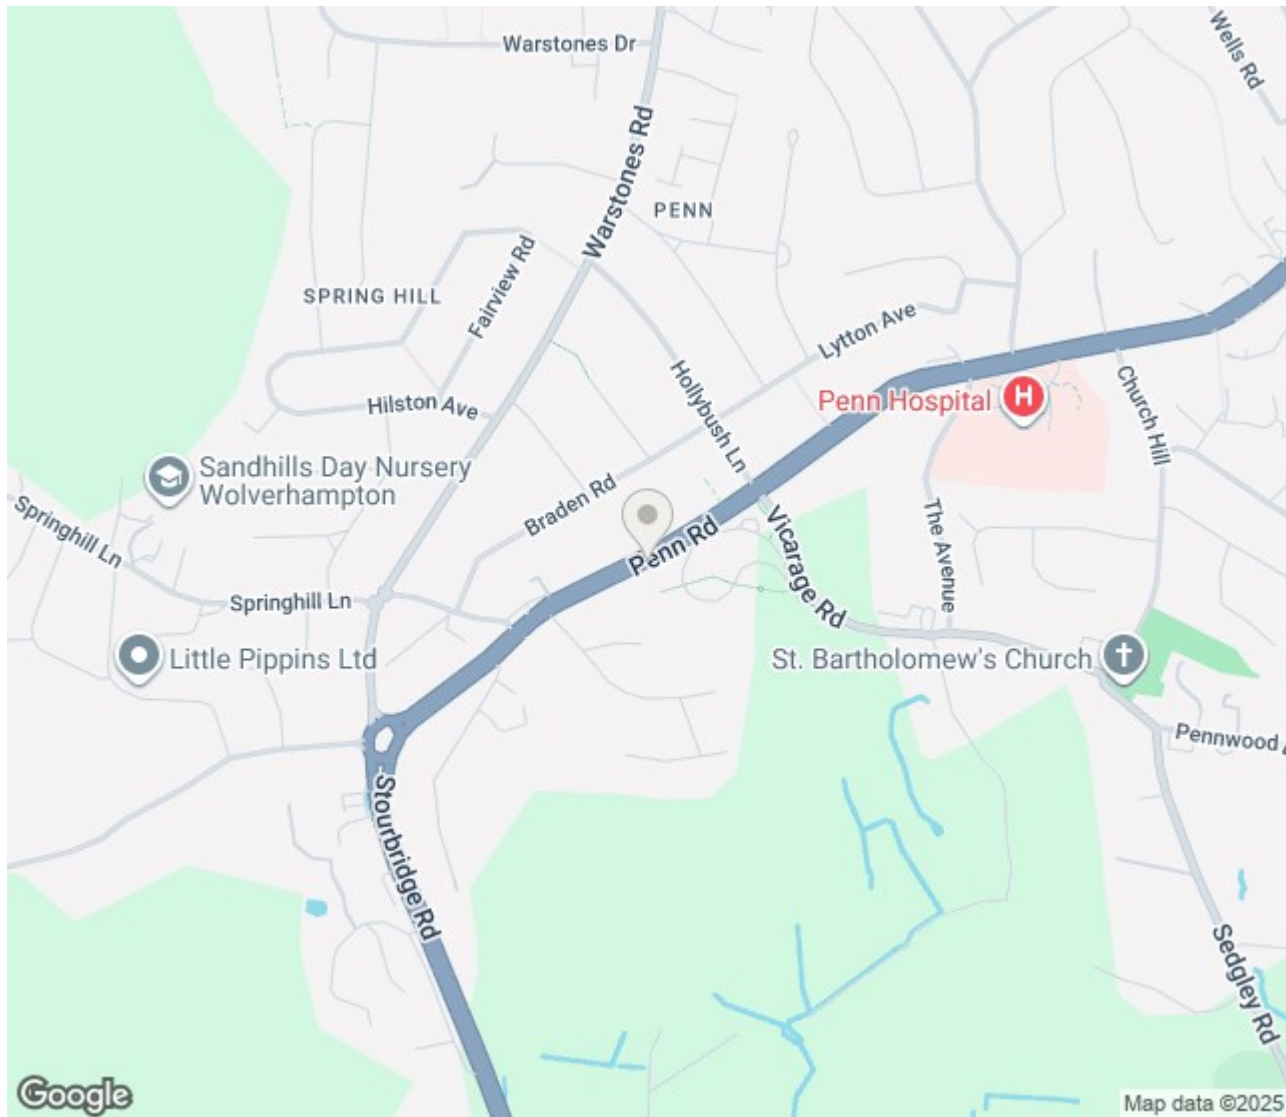 Warstones Dr
Wells Rd
Warstones Rd
PENN
Fairview Rd
SPRING HILL
Lytton Ave
Hollybush Ln
Penn Hospital
H
Church Hill
Hilston Ave
Sandhills Day Nursery
Wolverhampton
Springhill Ln
Braden Rd
Penn Rd
Vicarage Rd
The Avenue
Springhill Ln
Little Pippins Ltd
St. Bartholomew's Church
Pennwood
Stourbridge Rd
Sedgley Rd
Google
Map data ©2025